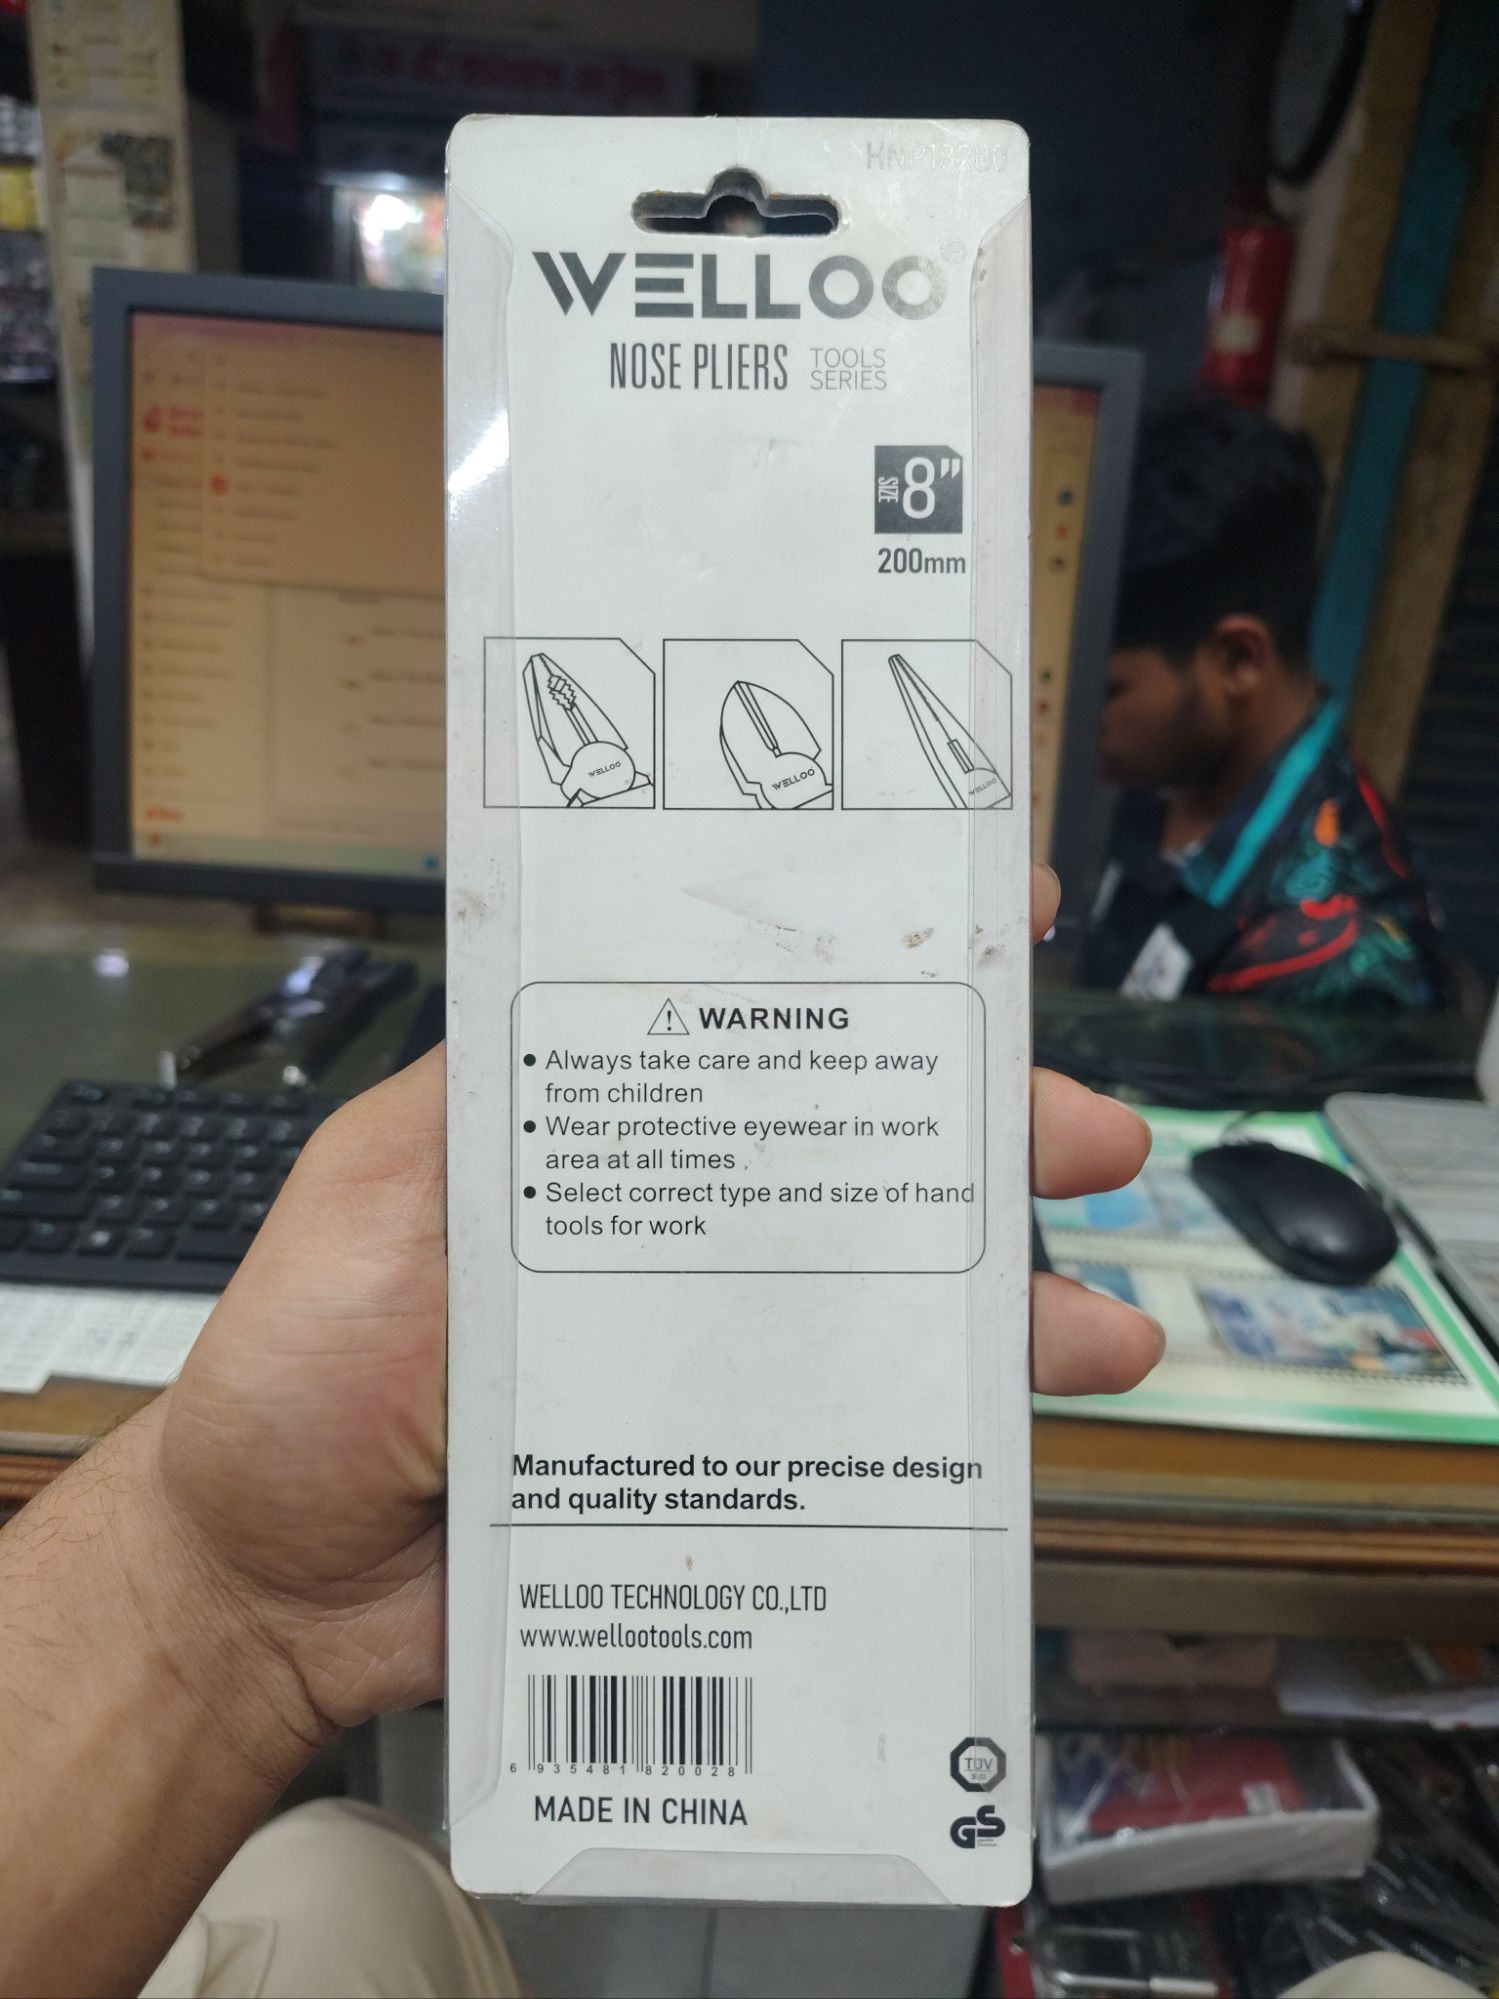 HNP18200
WELLOO®
NOSE PLIERS TOOLS
SERIES
SIZE 8"
200mm
WELLOO
WELLOO
WELLOO
WARNING
● Always take care and keep away
from children
● Wear protective eyewear in work
area at all times
● Select correct type and size of hand
tools for work
Manufactured to our precise design
and quality standards.
WELLOO TECHNOLOGY CO.,LTD
www.wellootools.com
6 935481 820028
MADE IN CHINA
TÜV
SÜD
GS